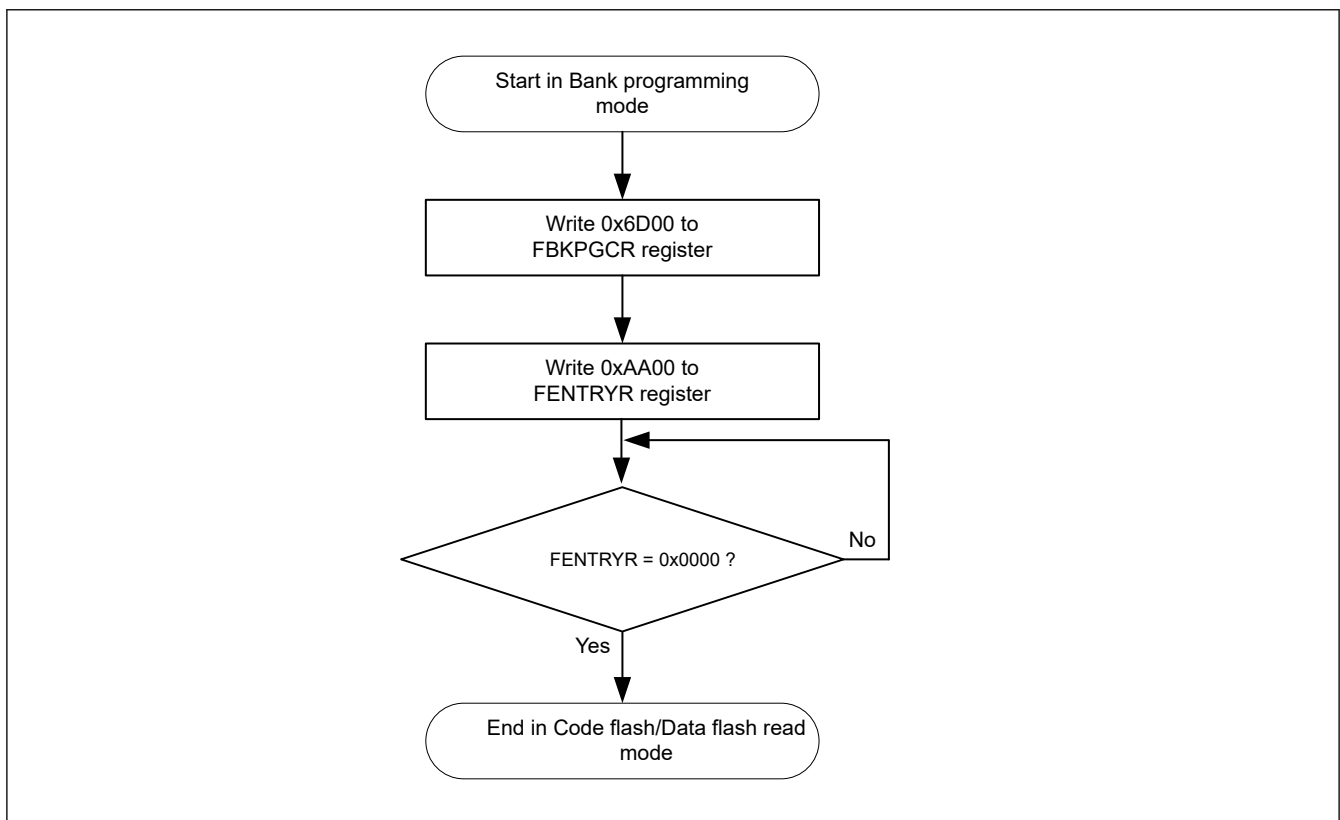 Start in Bank programming
mode
Write 0x6D00 to
FBKPGCR register
Write 0xAA00 to
FENTRYR register
FENTRYR = 0x0000 ?
No
Yes
End in Code flash/Data flash read
mode